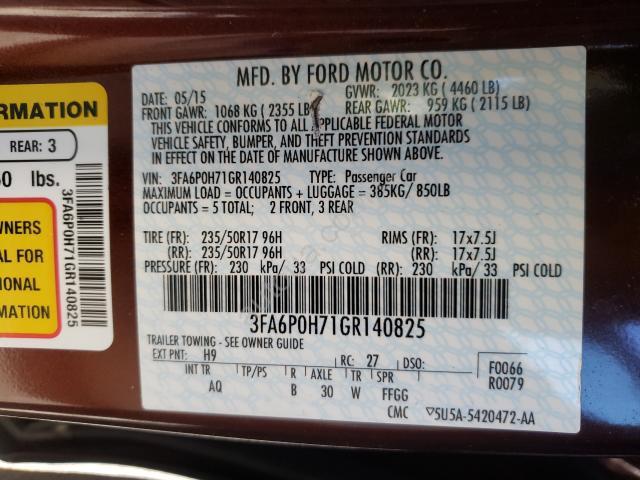 ORMATION
REAR: 3
lbs.
WNERS
AL FOR
IONAL
MATION
3FA6P0H71GR140825
MFD. BY FORD MOTOR CO.
DATE: 05/15 GVWR: 2023 KG ( 4460 LB)
FRONT GAWR: 1068 KG ( 2355 LB) REAR GAWR: 959 KG ( 2115 LB)
THIS VEHICLE CONFORMS TO ALL APPLICABLE FEDERAL MOTOR
VEHICLE SAFETY, BUMPER, AND THEFT PREVENTION STANDARDS
IN EFFECT ON THE DATE OF MANUFACTURE SHOWN ABOVE.
VIN: 3FA6P0H71GR140825 TYPE: Passenger Car
MAXIMUM LOAD = OCCUPANTS + LUGGAGE = 385KG/ 850LB
OCCUPANTS = 5 TOTAL; 2 FRONT, 3 REAR
TIRE (FR): 235/50R17 96H RIMS (FR): 17x7.5J
(RR): 235/50R17 96H (RR): 17x7.5J
PRESSURE (FR): 230 kPa/ 33 PSI COLD (RR): 230 kPa/ 33 PSI COLD
3FA6P0H71GR140825
TRAILER TOWING - SEE OWNER GUIDE
EXT PNT: H9 RC: 27 DSO: F0066
R0079
INT TR TP/PS R AXLE TR SPR
AQ B 30 W FFGG
CMC ▽5U5A-5420472-AA